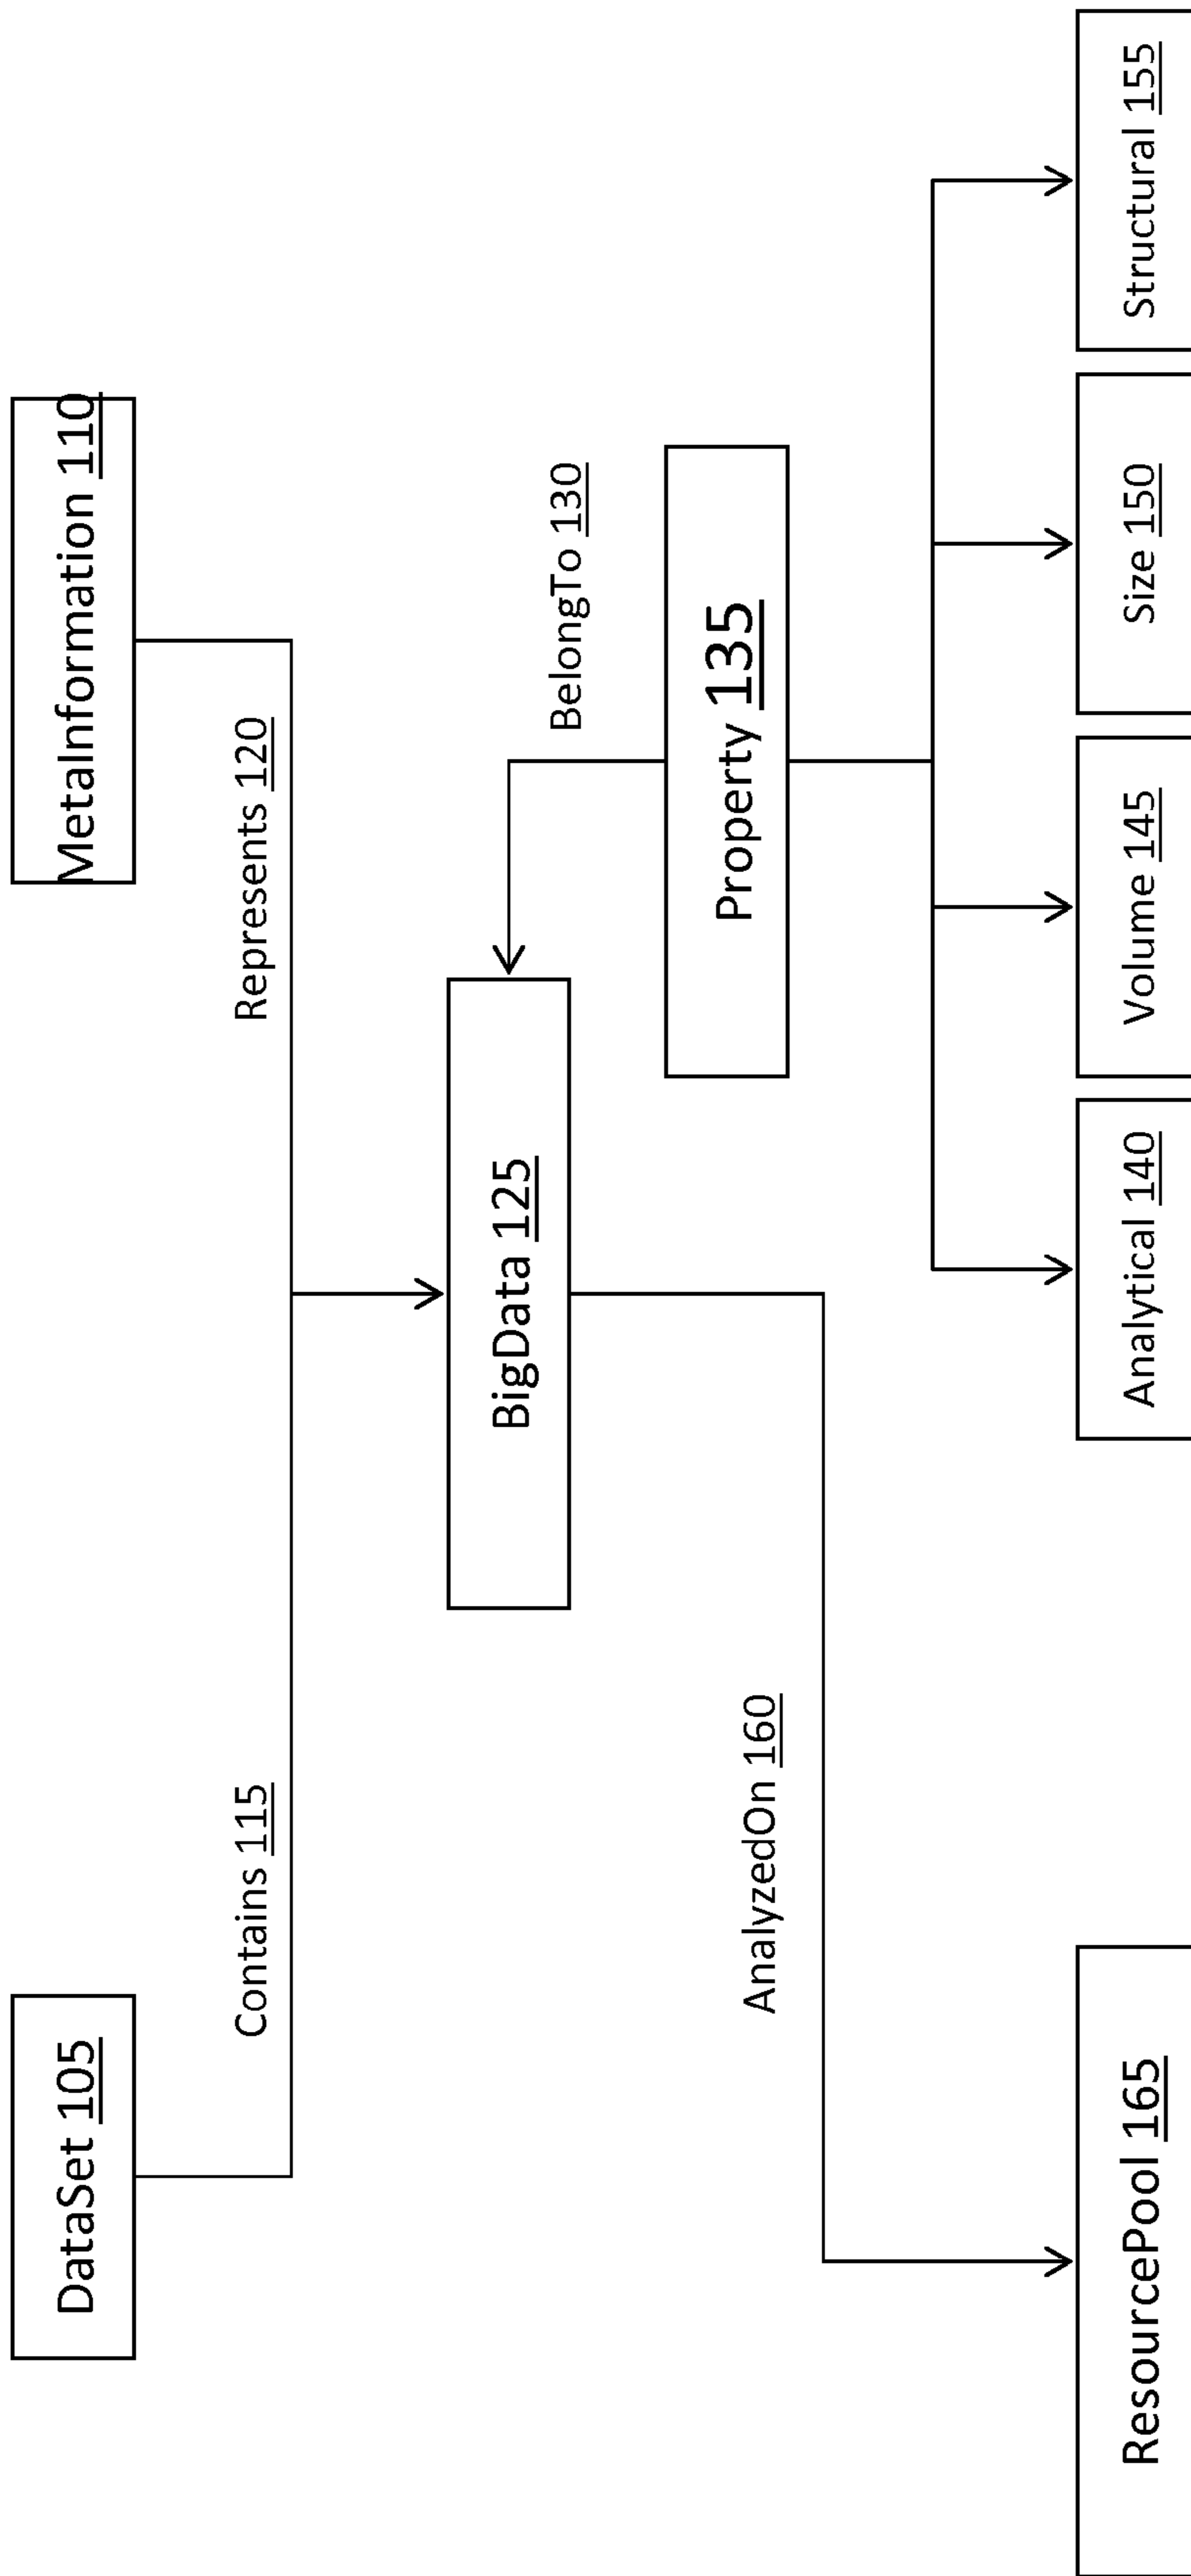 DataSet 105
MetaInformation 110
Contains 115
Represents 120
BigData 125
BelongTo 130
Property 135
AnalyzedOn 160
ResourcePool 165
Analytical 140
Volume 145
Size 150
Structural 155